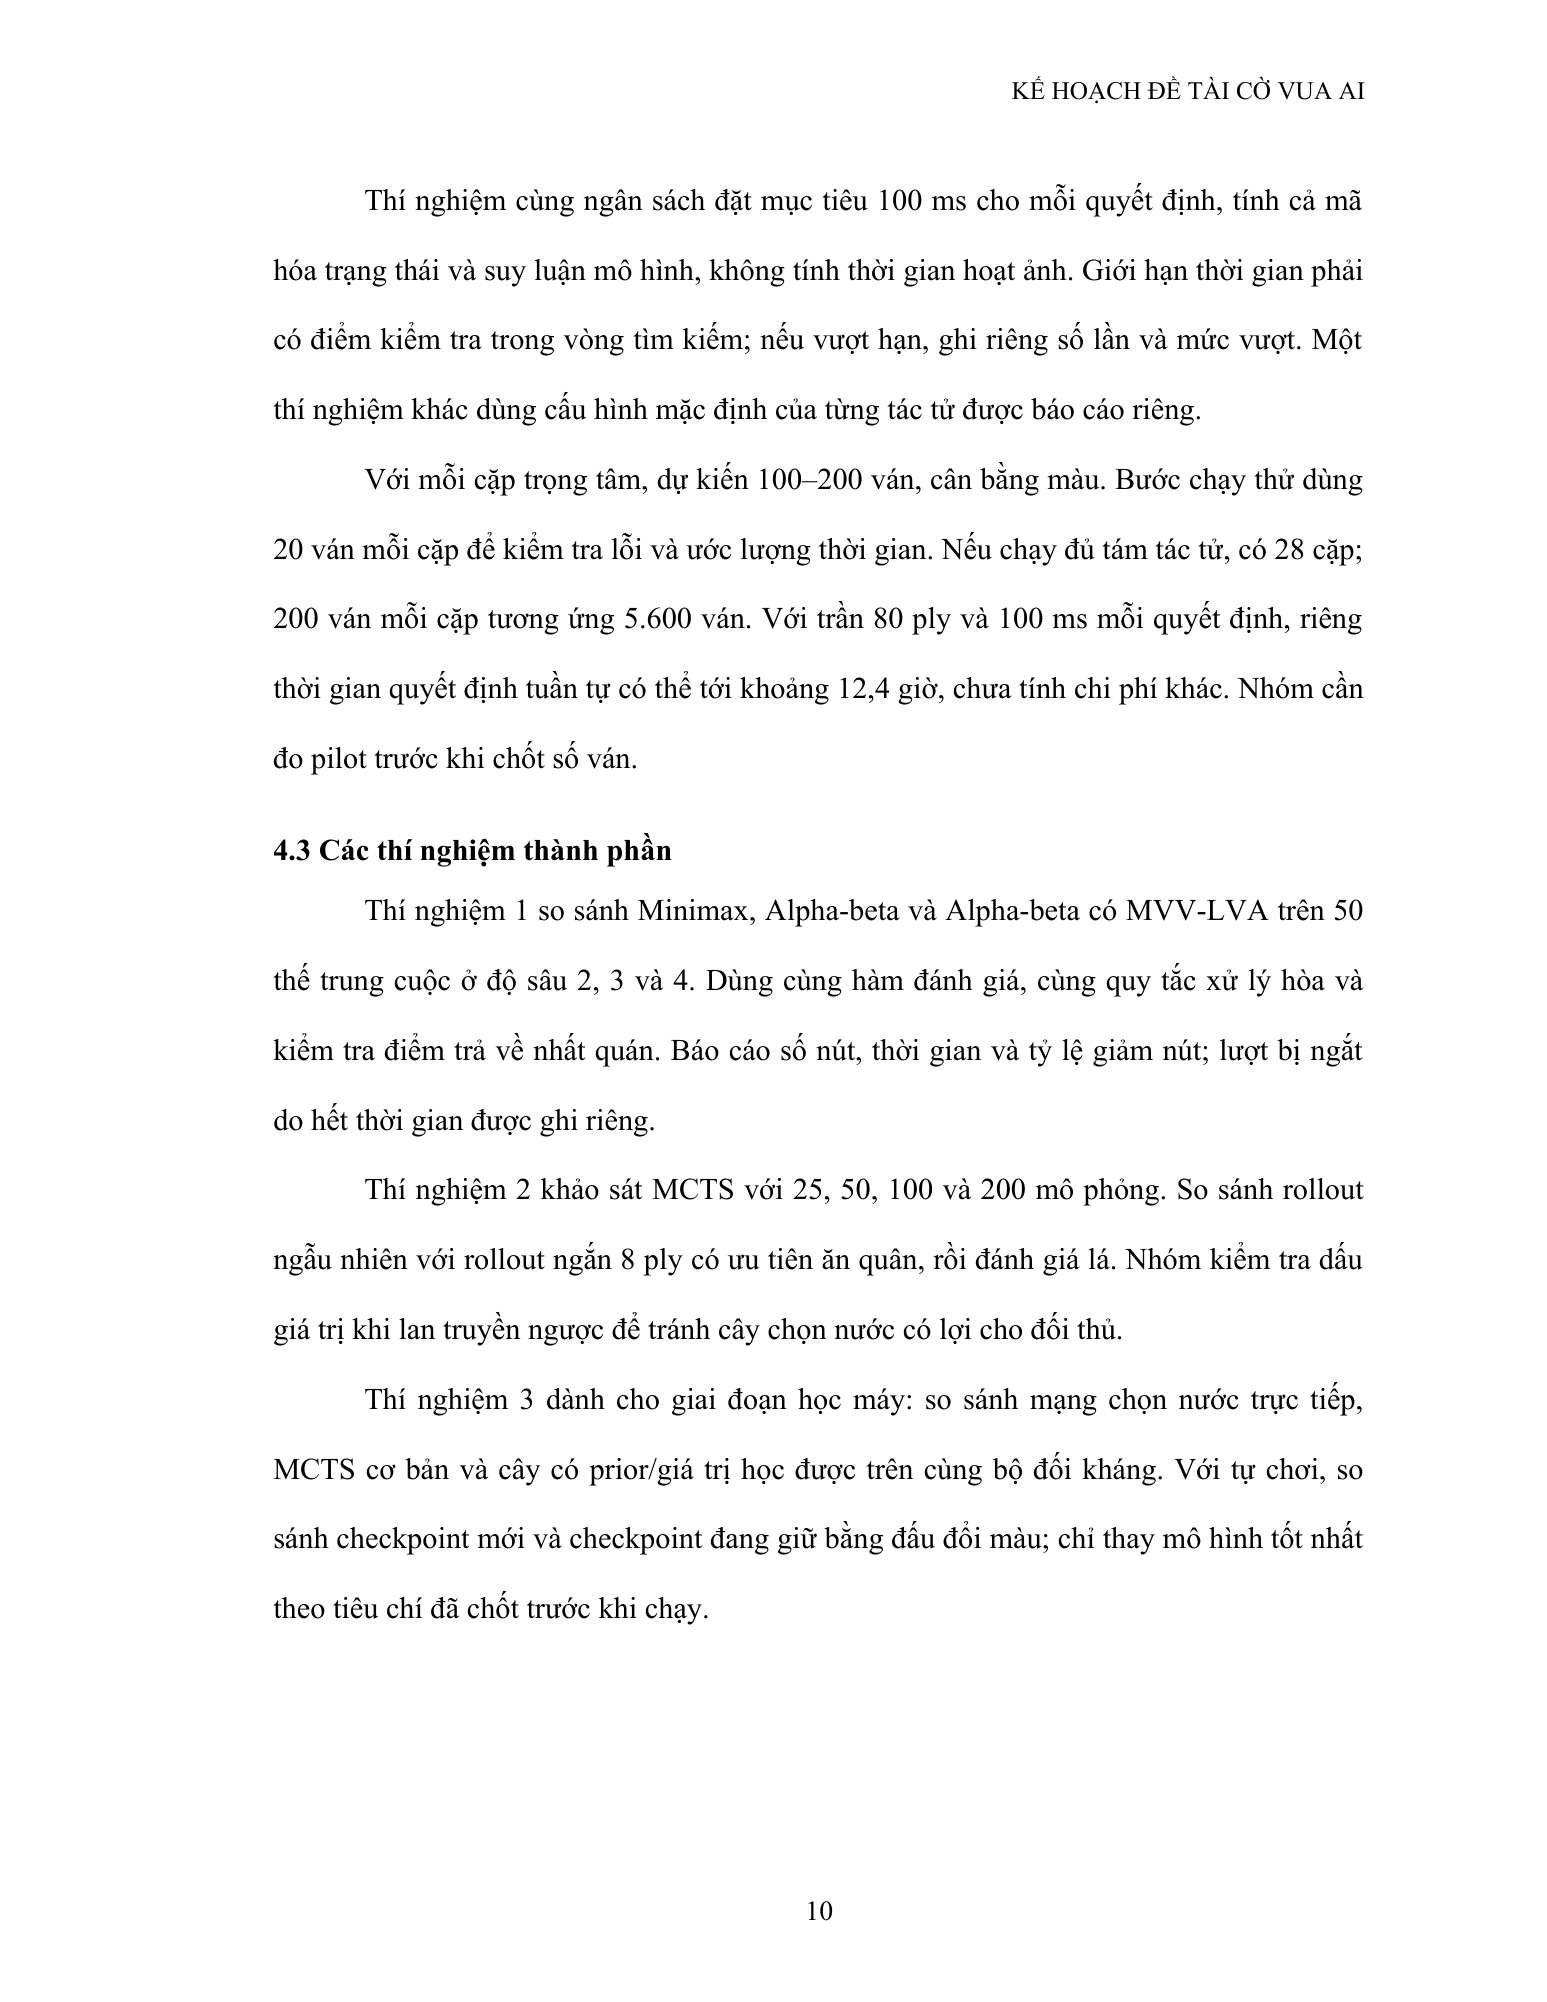 KẾ HOẠCH ĐỀ TÀI CỜ VUA AI
Thí nghiệm cùng ngân sách đặt mục tiêu 100 ms cho mỗi quyết định, tính cả mã
hóa trạng thái và suy luận mô hình, không tính thời gian hoạt ảnh. Giới hạn thời gian phải
có điểm kiểm tra trong vòng tìm kiếm; nếu vượt hạn, ghi riêng số lần và mức vượt. Một
thí nghiệm khác dùng cấu hình mặc định của từng tác tử được báo cáo riêng.
Với mỗi cặp trọng tâm, dự kiến 100–200 ván, cân bằng màu. Bước chạy thử dùng
20 ván mỗi cặp để kiểm tra lỗi và ước lượng thời gian. Nếu chạy đủ tám tác tử, có 28 cặp;
200 ván mỗi cặp tương ứng 5.600 ván. Với trần 80 ply và 100 ms mỗi quyết định, riêng
thời gian quyết định tuần tự có thể tới khoảng 12,4 giờ, chưa tính chi phí khác. Nhóm cần
đo pilot trước khi chốt số ván.
4.3 Các thí nghiệm thành phần
Thí nghiệm 1 so sánh Minimax, Alpha-beta và Alpha-beta có MVV-LVA trên 50
thế trung cuộc ở độ sâu 2, 3 và 4. Dùng cùng hàm đánh giá, cùng quy tắc xử lý hòa và
kiểm tra điểm trả về nhất quán. Báo cáo số nút, thời gian và tỷ lệ giảm nút; lượt bị ngắt
do hết thời gian được ghi riêng.
Thí nghiệm 2 khảo sát MCTS với 25, 50, 100 và 200 mô phỏng. So sánh rollout
ngẫu nhiên với rollout ngắn 8 ply có ưu tiên ăn quân, rồi đánh giá lá. Nhóm kiểm tra dấu
giá trị khi lan truyền ngược để tránh cây chọn nước có lợi cho đối thủ.
Thí nghiệm 3 dành cho giai đoạn học máy: so sánh mạng chọn nước trực tiếp,
MCTS cơ bản và cây có prior/giá trị học được trên cùng bộ đối kháng. Với tự chơi, so
sánh checkpoint mới và checkpoint đang giữ bằng đấu đổi màu; chỉ thay mô hình tốt nhất
theo tiêu chí đã chốt trước khi chạy.
10